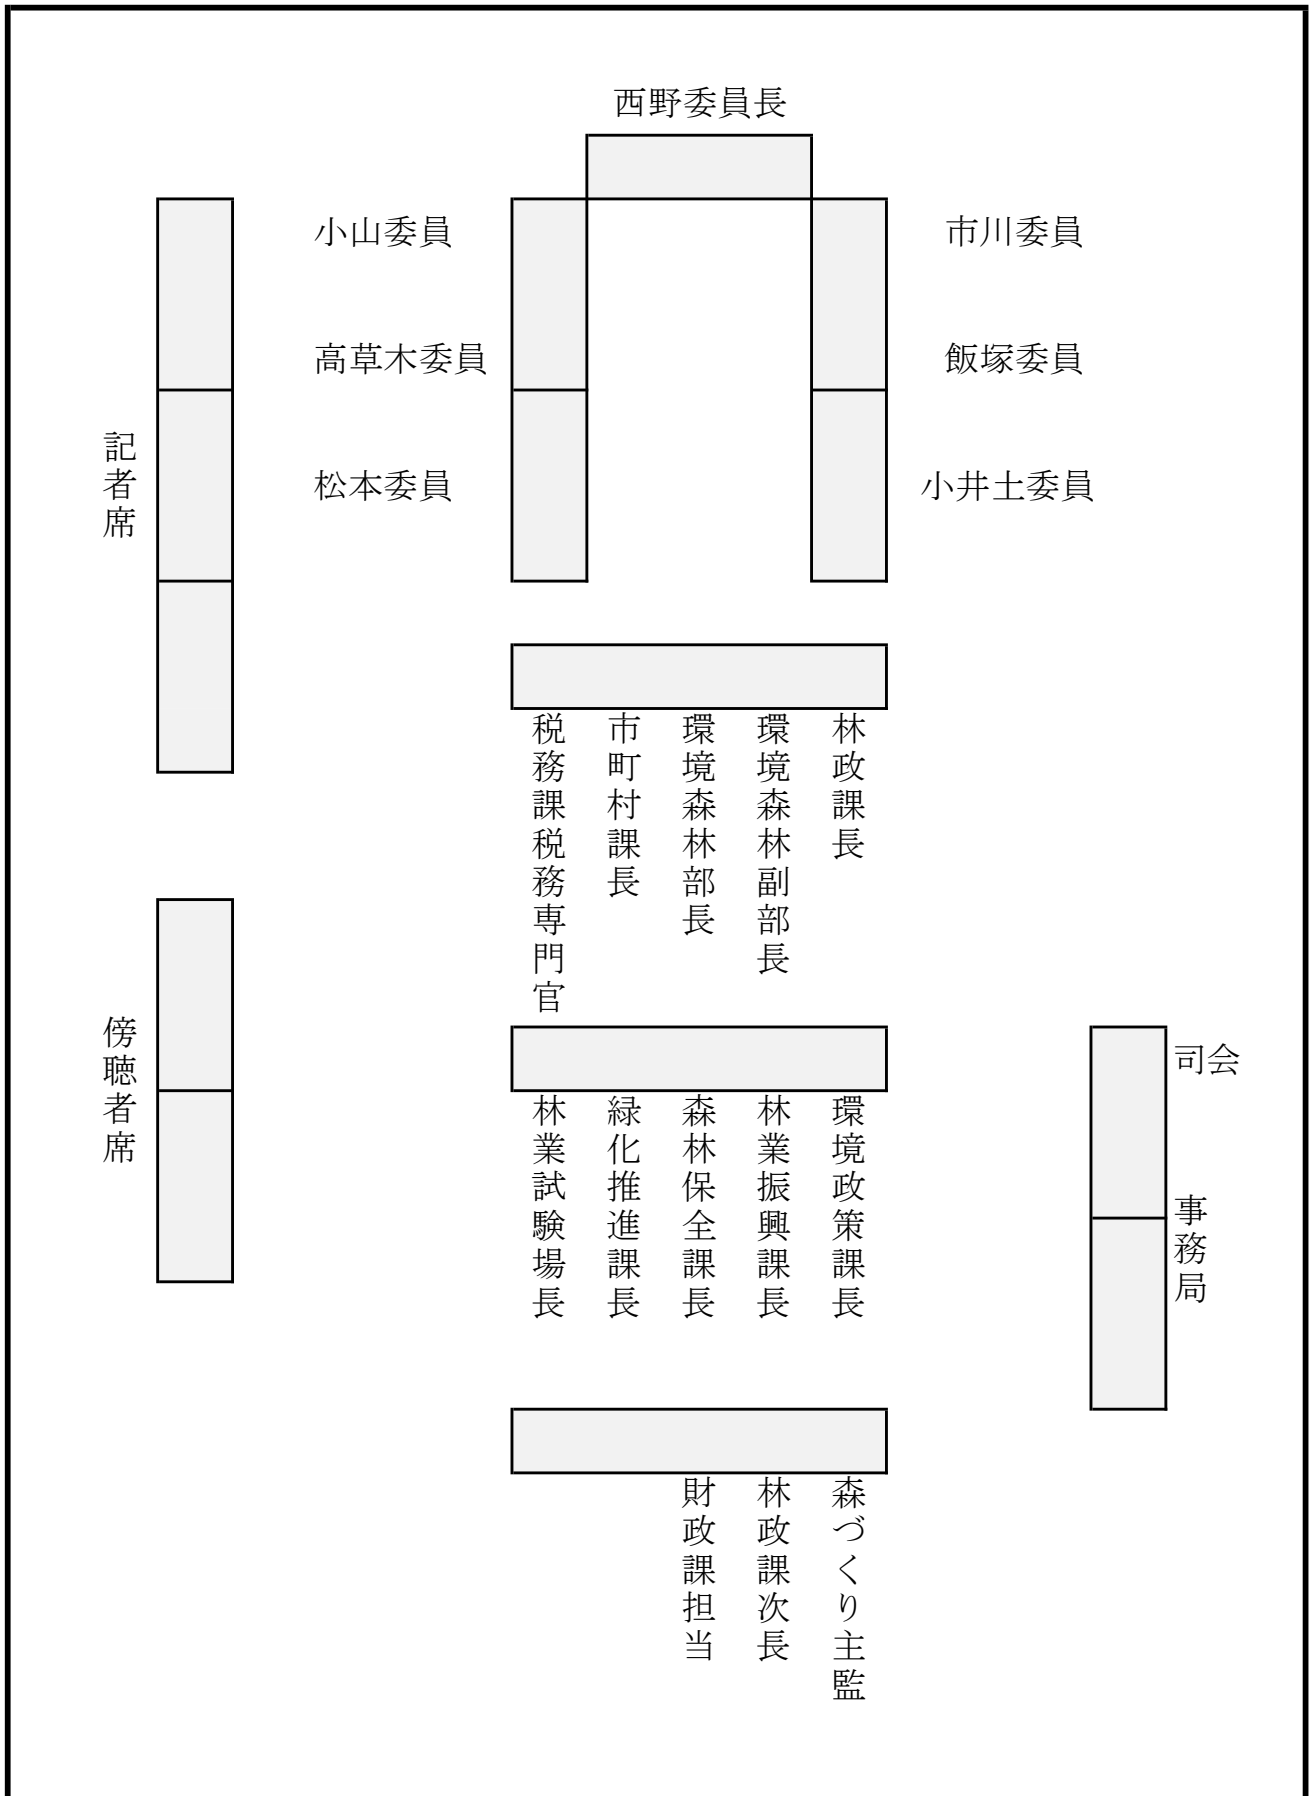 西野委員長
小山委員
市川委員
高草木委員
飯塚委員
記者席
松本委員
小井土委員
林政課長
環境森林副部長
環境森林部長
市町村課長
税務課税務専門官
傍聴者席
司会
事務局
環境政策課長
林業振興課長
森林保全課長
緑化推進課長
林業試験場長
森づくり主監
林政課次長
財政課担当